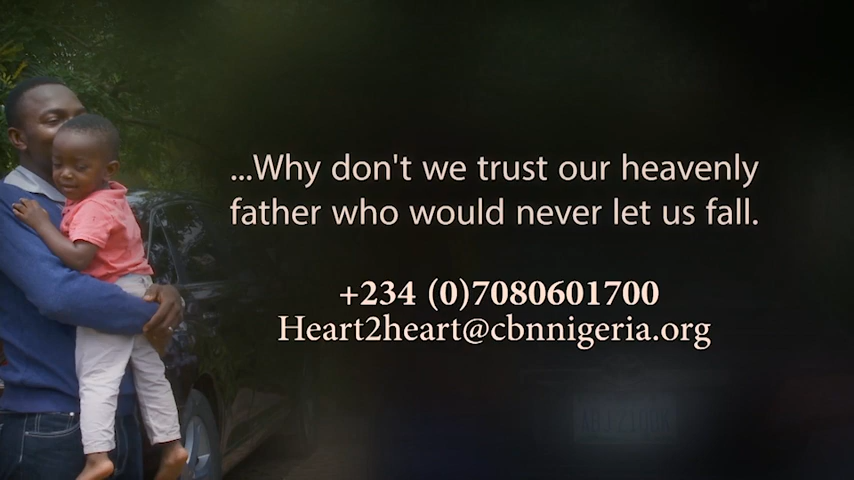 ...Why don't we trust our heavenly
father who would never let us fall.
+234 (0)7080601700
Heart2heart@cbnnigeria.org